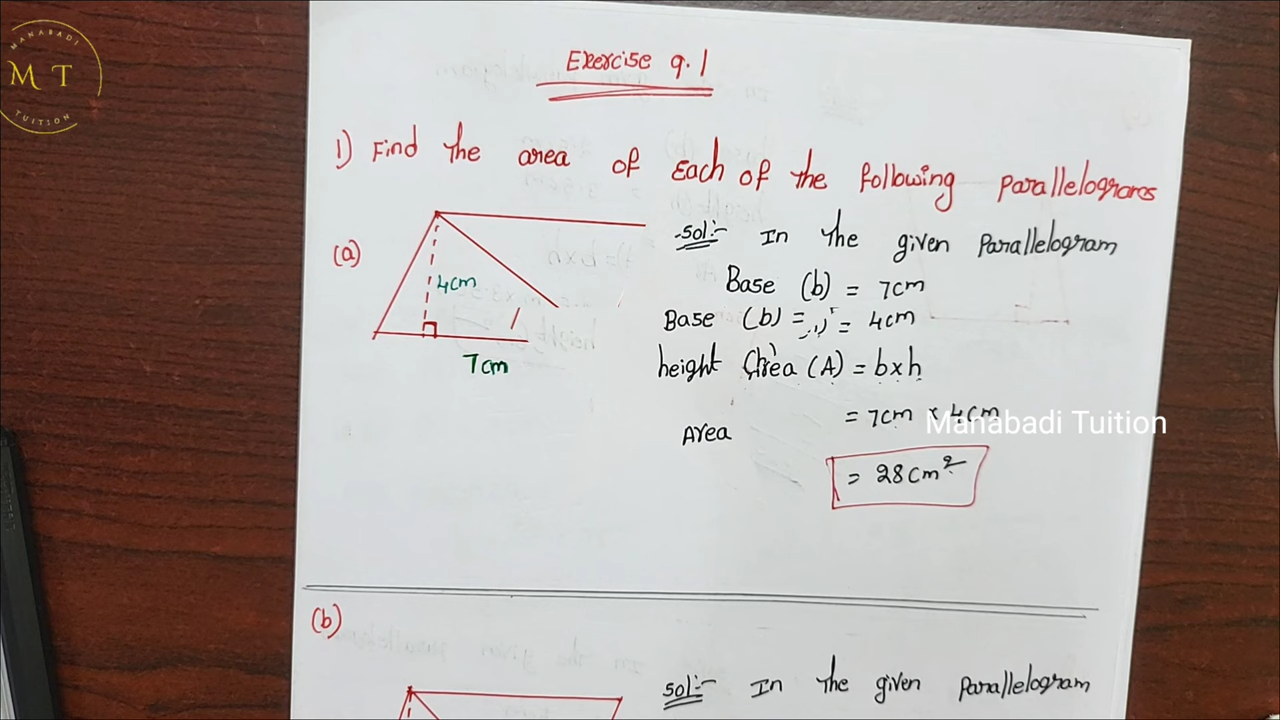 MANABADI
M T
TUITION
Exercise 9.1
1) Find the area of Each of the following parallelograms
(a)
4cm
7cm
Sol:- In the given parallelogram
Base (b) = 7cm
Base (b) = = 4cm
height Area (A) = b×h
Area = 7cm × 4cm
Manabadi Tuition
= 28cm²
(b)
Sol:- In the given parallelogram